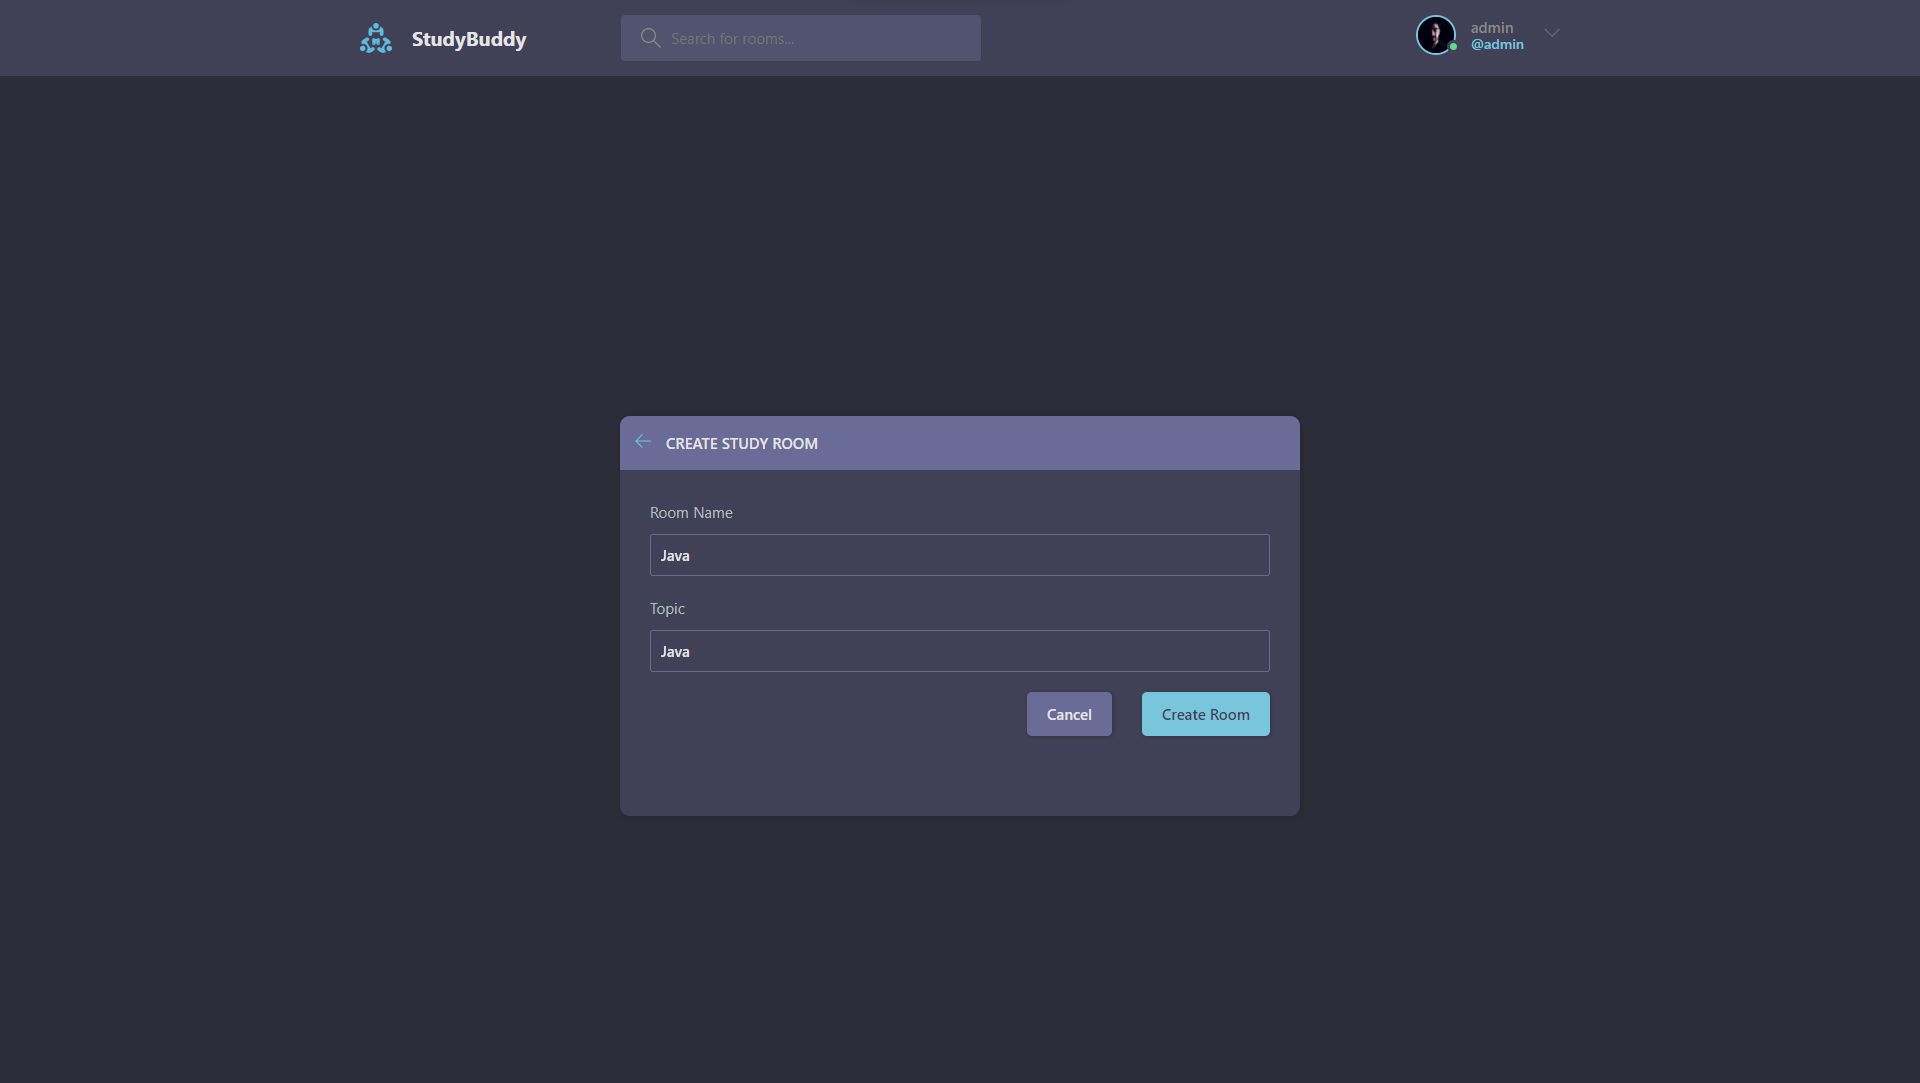 StudyBuddy
Search for rooms...
admin
@admin
CREATE STUDY ROOM
Room Name
Java
Topic
Java
Cancel
Create Room